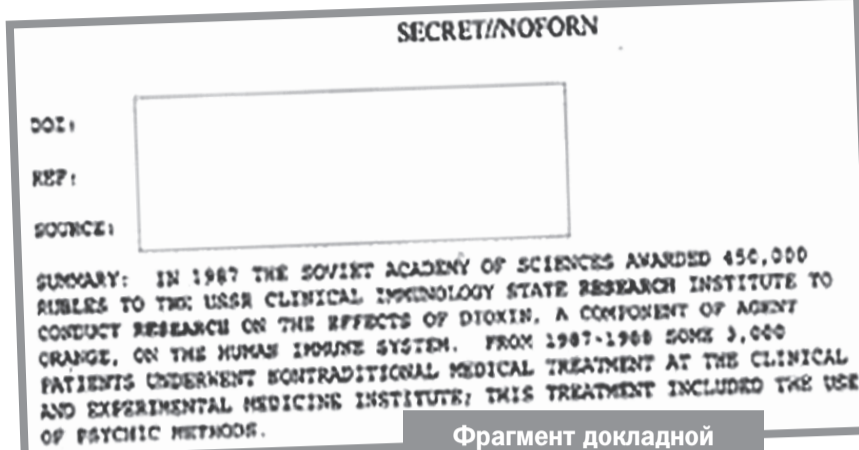 SECRET//NOFORN
DOI:
REF:
SOURCE:
SUMMARY: IN 1987 THE SOVIET ACADEMY OF SCIENCES AWARDED 450,000
RUBLES TO THE USSR CLINICAL IMMUNOLOGY STATE RESEARCH INSTITUTE TO
CONDUCT RESEARCH ON THE EFFECTS OF DIOXIN, A COMPONENT OF AGENT
ORANGE, ON THE HUMAN IMMUNE SYSTEM. FROM 1987-1988 SOME 3,000
PATIENTS UNDERWENT NONTRADITIONAL MEDICAL TREATMENT AT THE CLINICAL
AND EXPERIMENTAL MEDICINE INSTITUTE; THIS TREATMENT INCLUDED THE USE
OF PSYCHIC METHODS.
Фрагмент докладной